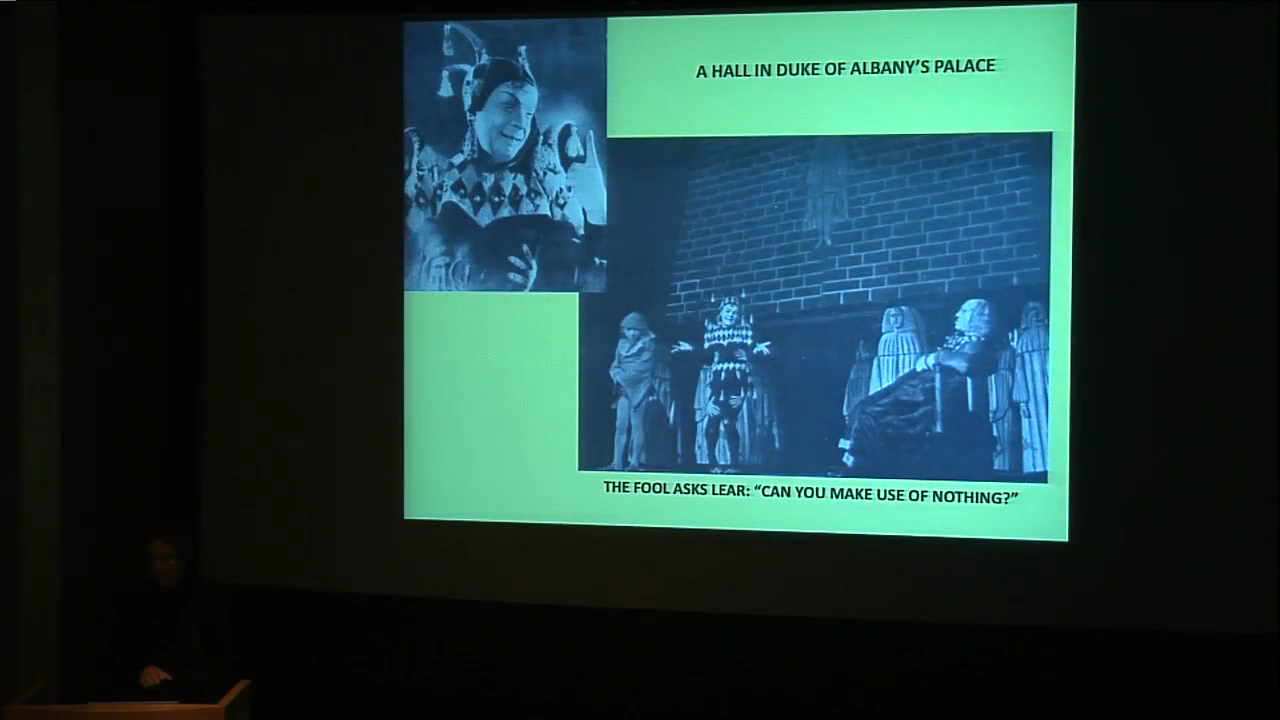 A HALL IN DUKE OF ALBANY'S PALACE
THE FOOL ASKS LEAR: “CAN YOU MAKE USE OF NOTHING?”